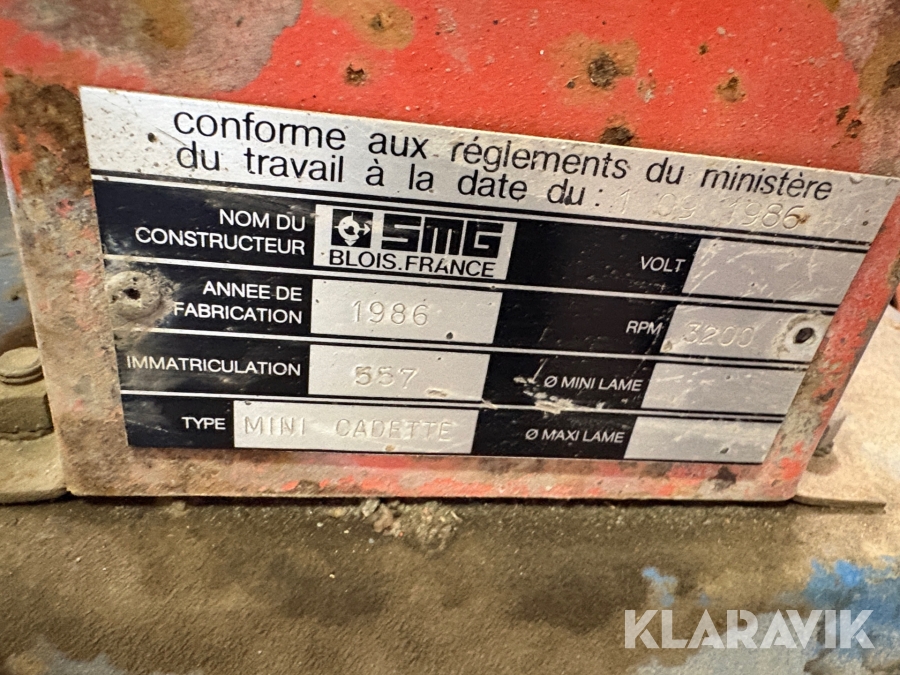 conforme aux réglements du ministère
du travail à la date du : 1 09 1986
NOM DU
CONSTRUCTEUR
SMG
BLOIS.FRANCE
VOLT
ANNEE DE
FABRICATION
1986
RPM
3200
IMMATRICULATION
557
Ø MINI LAME
TYPE
MINI CADETTE
Ø MAXI LAME
KLARAVIK